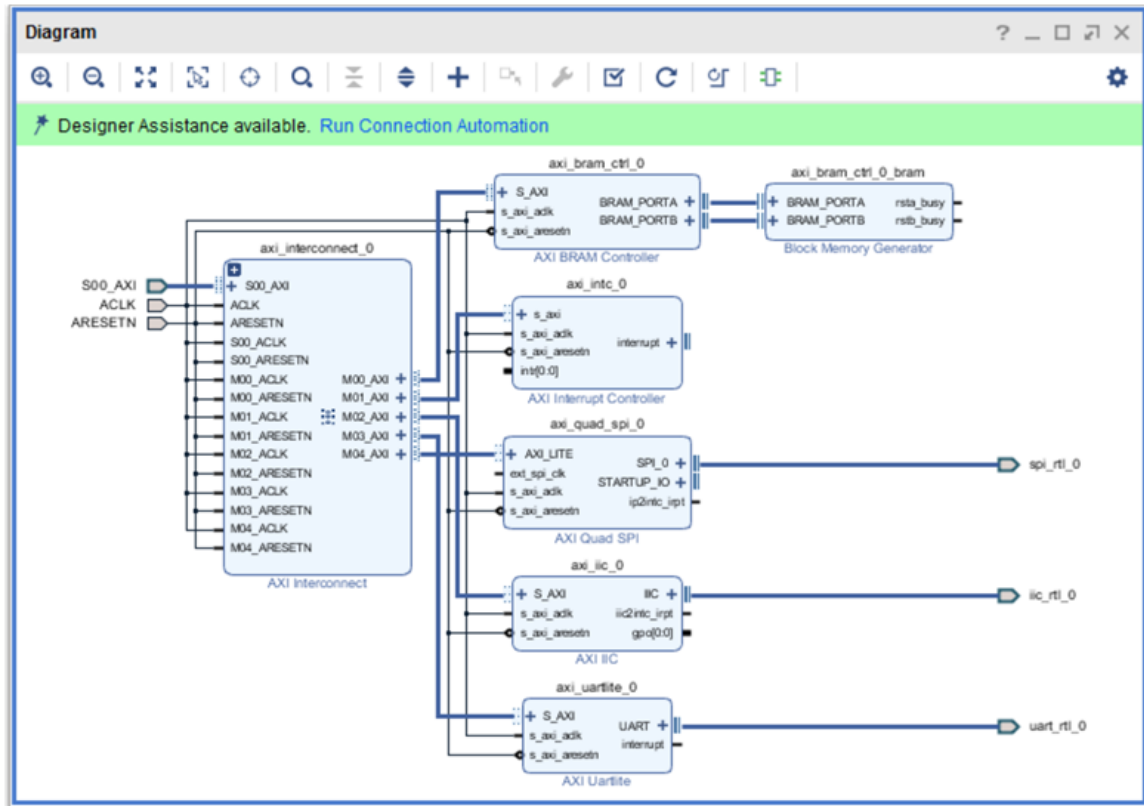 Diagram
Designer Assistance available. Run Connection Automation
axi_bram_ctrl_0
S_AXI
s_axi_aclk
s_axi_aresetn
BRAM_PORTA
BRAM_PORTB
AXI BRAM Controller
axi_bram_ctrl_0_bram
BRAM_PORTA
BRAM_PORTB
rsta_busy
rstb_busy
Block Memory Generator
S00_AXI
ACLK
ARESETN
axi_interconnect_0
S00_AXI
ACLK
ARESETN
S00_ACLK
S00_ARESETN
M00_ACLK
M00_ARESETN
M01_ACLK
M01_ARESETN
M02_ACLK
M02_ARESETN
M03_ACLK
M03_ARESETN
M04_ACLK
M04_ARESETN
M00_AXI
M01_AXI
M02_AXI
M03_AXI
M04_AXI
AXI Interconnect
axi_intc_0
s_axi
s_axi_aclk
s_axi_aresetn
intr[0:0]
interrupt
AXI Interrupt Controller
axi_quad_spi_0
AXI_LITE
ext_spi_clk
s_axi_aclk
s_axi_aresetn
SPI_0
STARTUP_IO
ip2intc_irpt
AXI Quad SPI
spi_rtl_0
axi_iic_0
S_AXI
s_axi_aclk
s_axi_aresetn
IIC
iic2intc_irpt
gpo[0:0]
AXI IIC
iic_rtl_0
axi_uartlite_0
S_AXI
s_axi_aclk
s_axi_aresetn
UART
interrupt
AXI Uartlite
uart_rtl_0